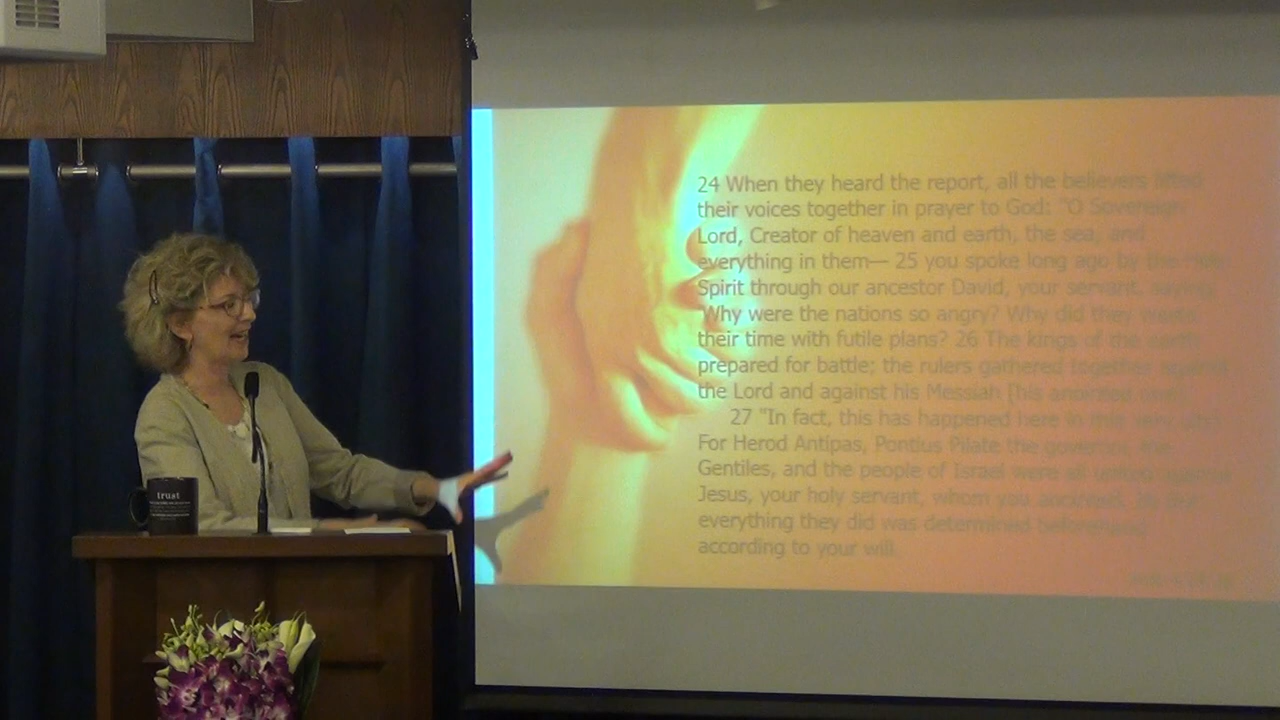 24 When they heard the report, all the believers lifted
their voices together in prayer to God: "O Sovereign
Lord, Creator of heaven and earth, the sea, and
everything in them— 25 you spoke long ago by the Holy
Spirit through our ancestor David, your servant, saying,
'Why were the nations so angry? Why did they waste
their time with futile plans? 26 The kings of the earth
prepared for battle; the rulers gathered together against
the Lord and against his Messiah [his anointed
27 "In fact, this has happened here in this very city!
For Herod Antipas, Pontius Pilate the governor, the
Gentiles, and the people of Israel were all united against
Jesus, your holy servant, whom you anointed.
everything they did was determined beforehand
according to your will.
trust